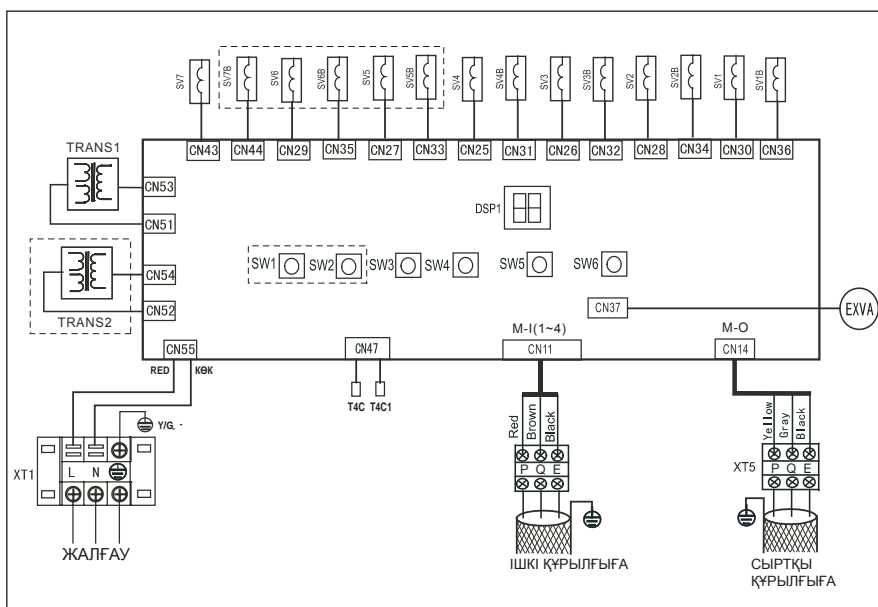 SV7 SV7B SV6 SV6B SV5 SV5B SV4 SV4B SV3 SV3B SV2 SV2B SV1 SV1B
CN43 CN44 CN29 CN35 CN27 CN33 CN25 CN31 CN26 CN32 CN28 CN34 CN30 CN36
TRANS1
CN53
CN51
DSP1
CN54
CN52
TRANS2
SW1 SW2 SW3 SW4 SW5 SW6
CN37
EXVA
M-I(1~4)
M-O
CN55
CN47
CN11
CN14
RED
КӨК
T4C T4C1
Y/G.
Red
Brown
Black
Yellow
Gray
Black
XT1
L N
P Q E
XT5
P Q E
ЖАЛҒАУ
ІШКІ ҚҰРЫЛҒЫҒА
СЫРТҚЫ
ҚҰРЫЛҒЫҒА